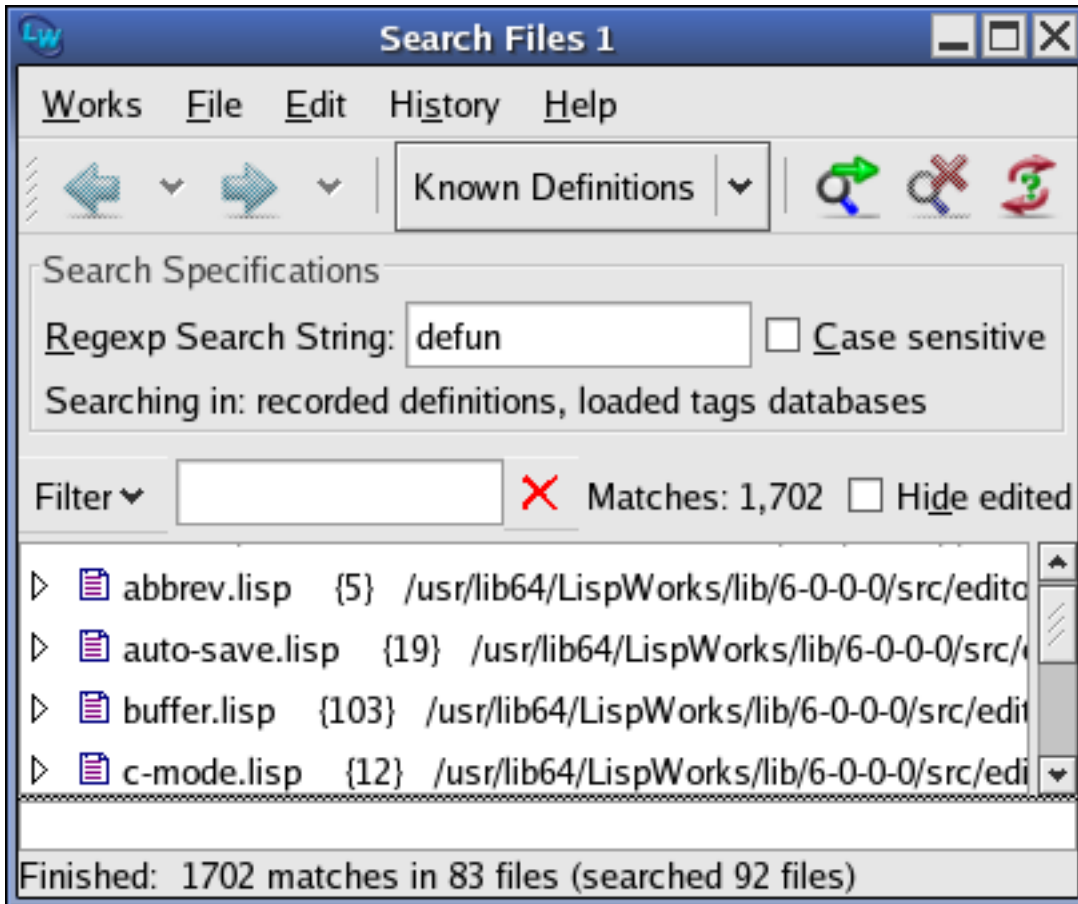 LW
Search Files 1
Works File Edit History Help
Known Definitions
?
Search Specifications
Regexp Search String: defun Case sensitive
Searching in: recorded definitions, loaded tags databases
Filter Matches: 1,702 Hide edited
abbrev.lisp {5} /usr/lib64/LispWorks/lib/6-0-0-0/src/edito
auto-save.lisp {19} /usr/lib64/LispWorks/lib/6-0-0-0/src/
buffer.lisp {103} /usr/lib64/LispWorks/lib/6-0-0-0/src/edit
c-mode.lisp {12} /usr/lib64/LispWorks/lib/6-0-0-0/src/edi
Finished: 1702 matches in 83 files (searched 92 files)